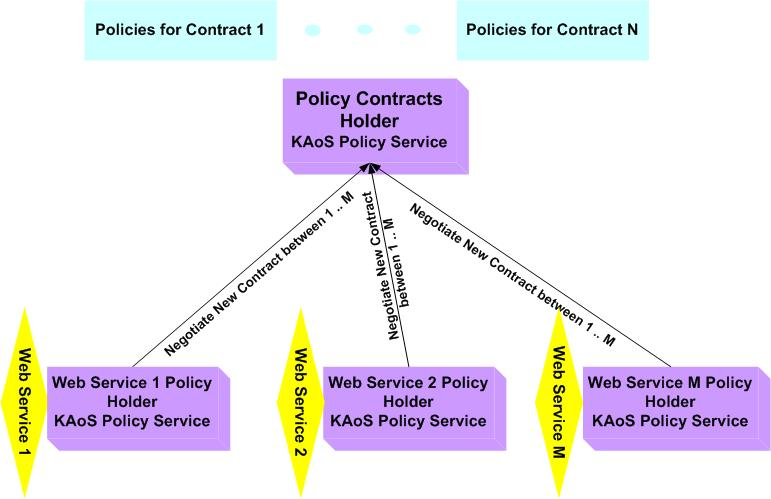 Policies for Contract 1
Policies for Contract N
Policy Contracts
Holder
KAoS Policy Service
Negotiate New Contract between 1 .. M
Negotiate New Contract
between 1 .. M
Negotiate New Contract between 1 .. M
Web Service 1
Web Service 1 Policy
Holder
KAoS Policy Service
Web Service 2
Web Service 2 Policy
Holder
KAoS Policy Service
Web Service M
Web Service M Policy
Holder
KAoS Policy Service